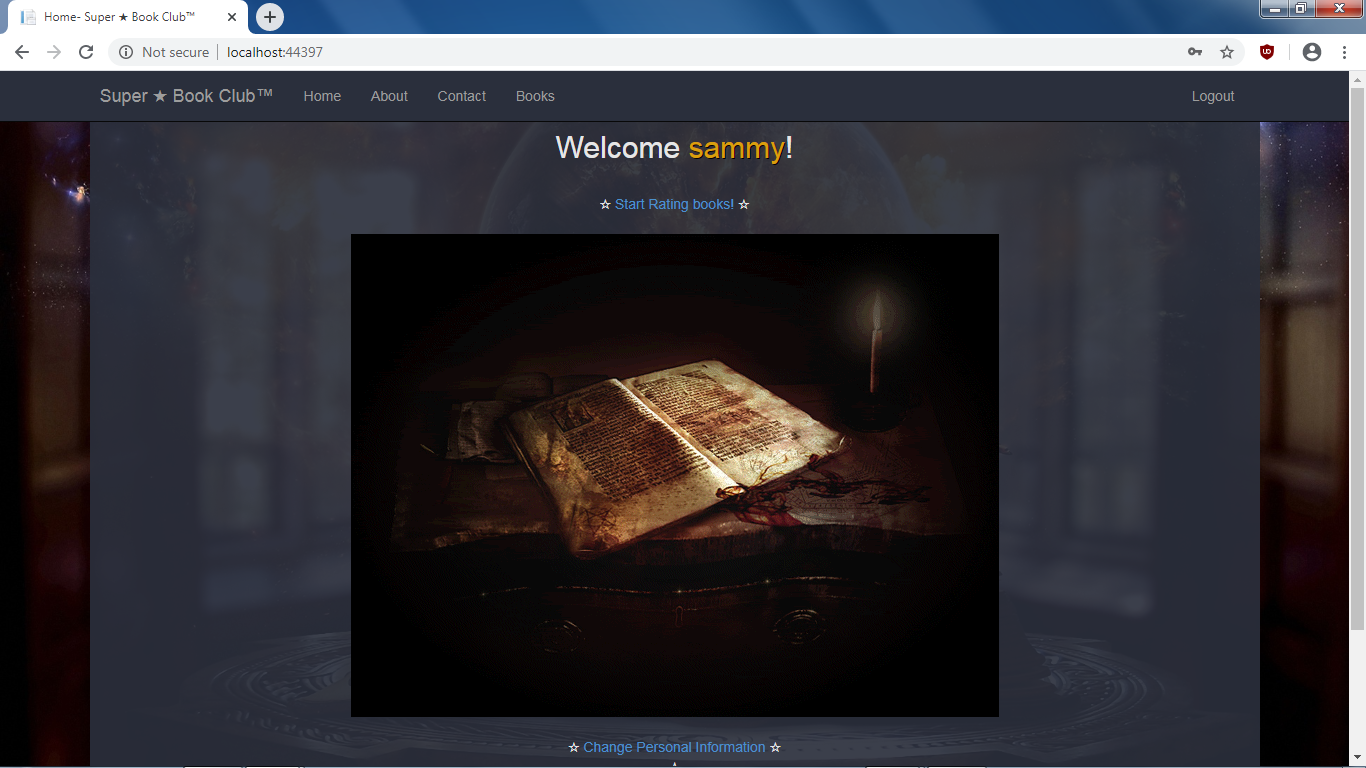 Home- Super ★ Book Club™
Not secure | localhost:44397
Super ★ Book Club™ Home About Contact Books Logout
Welcome sammy!
☆ Start Rating books! ☆
☆ Change Personal Information ☆